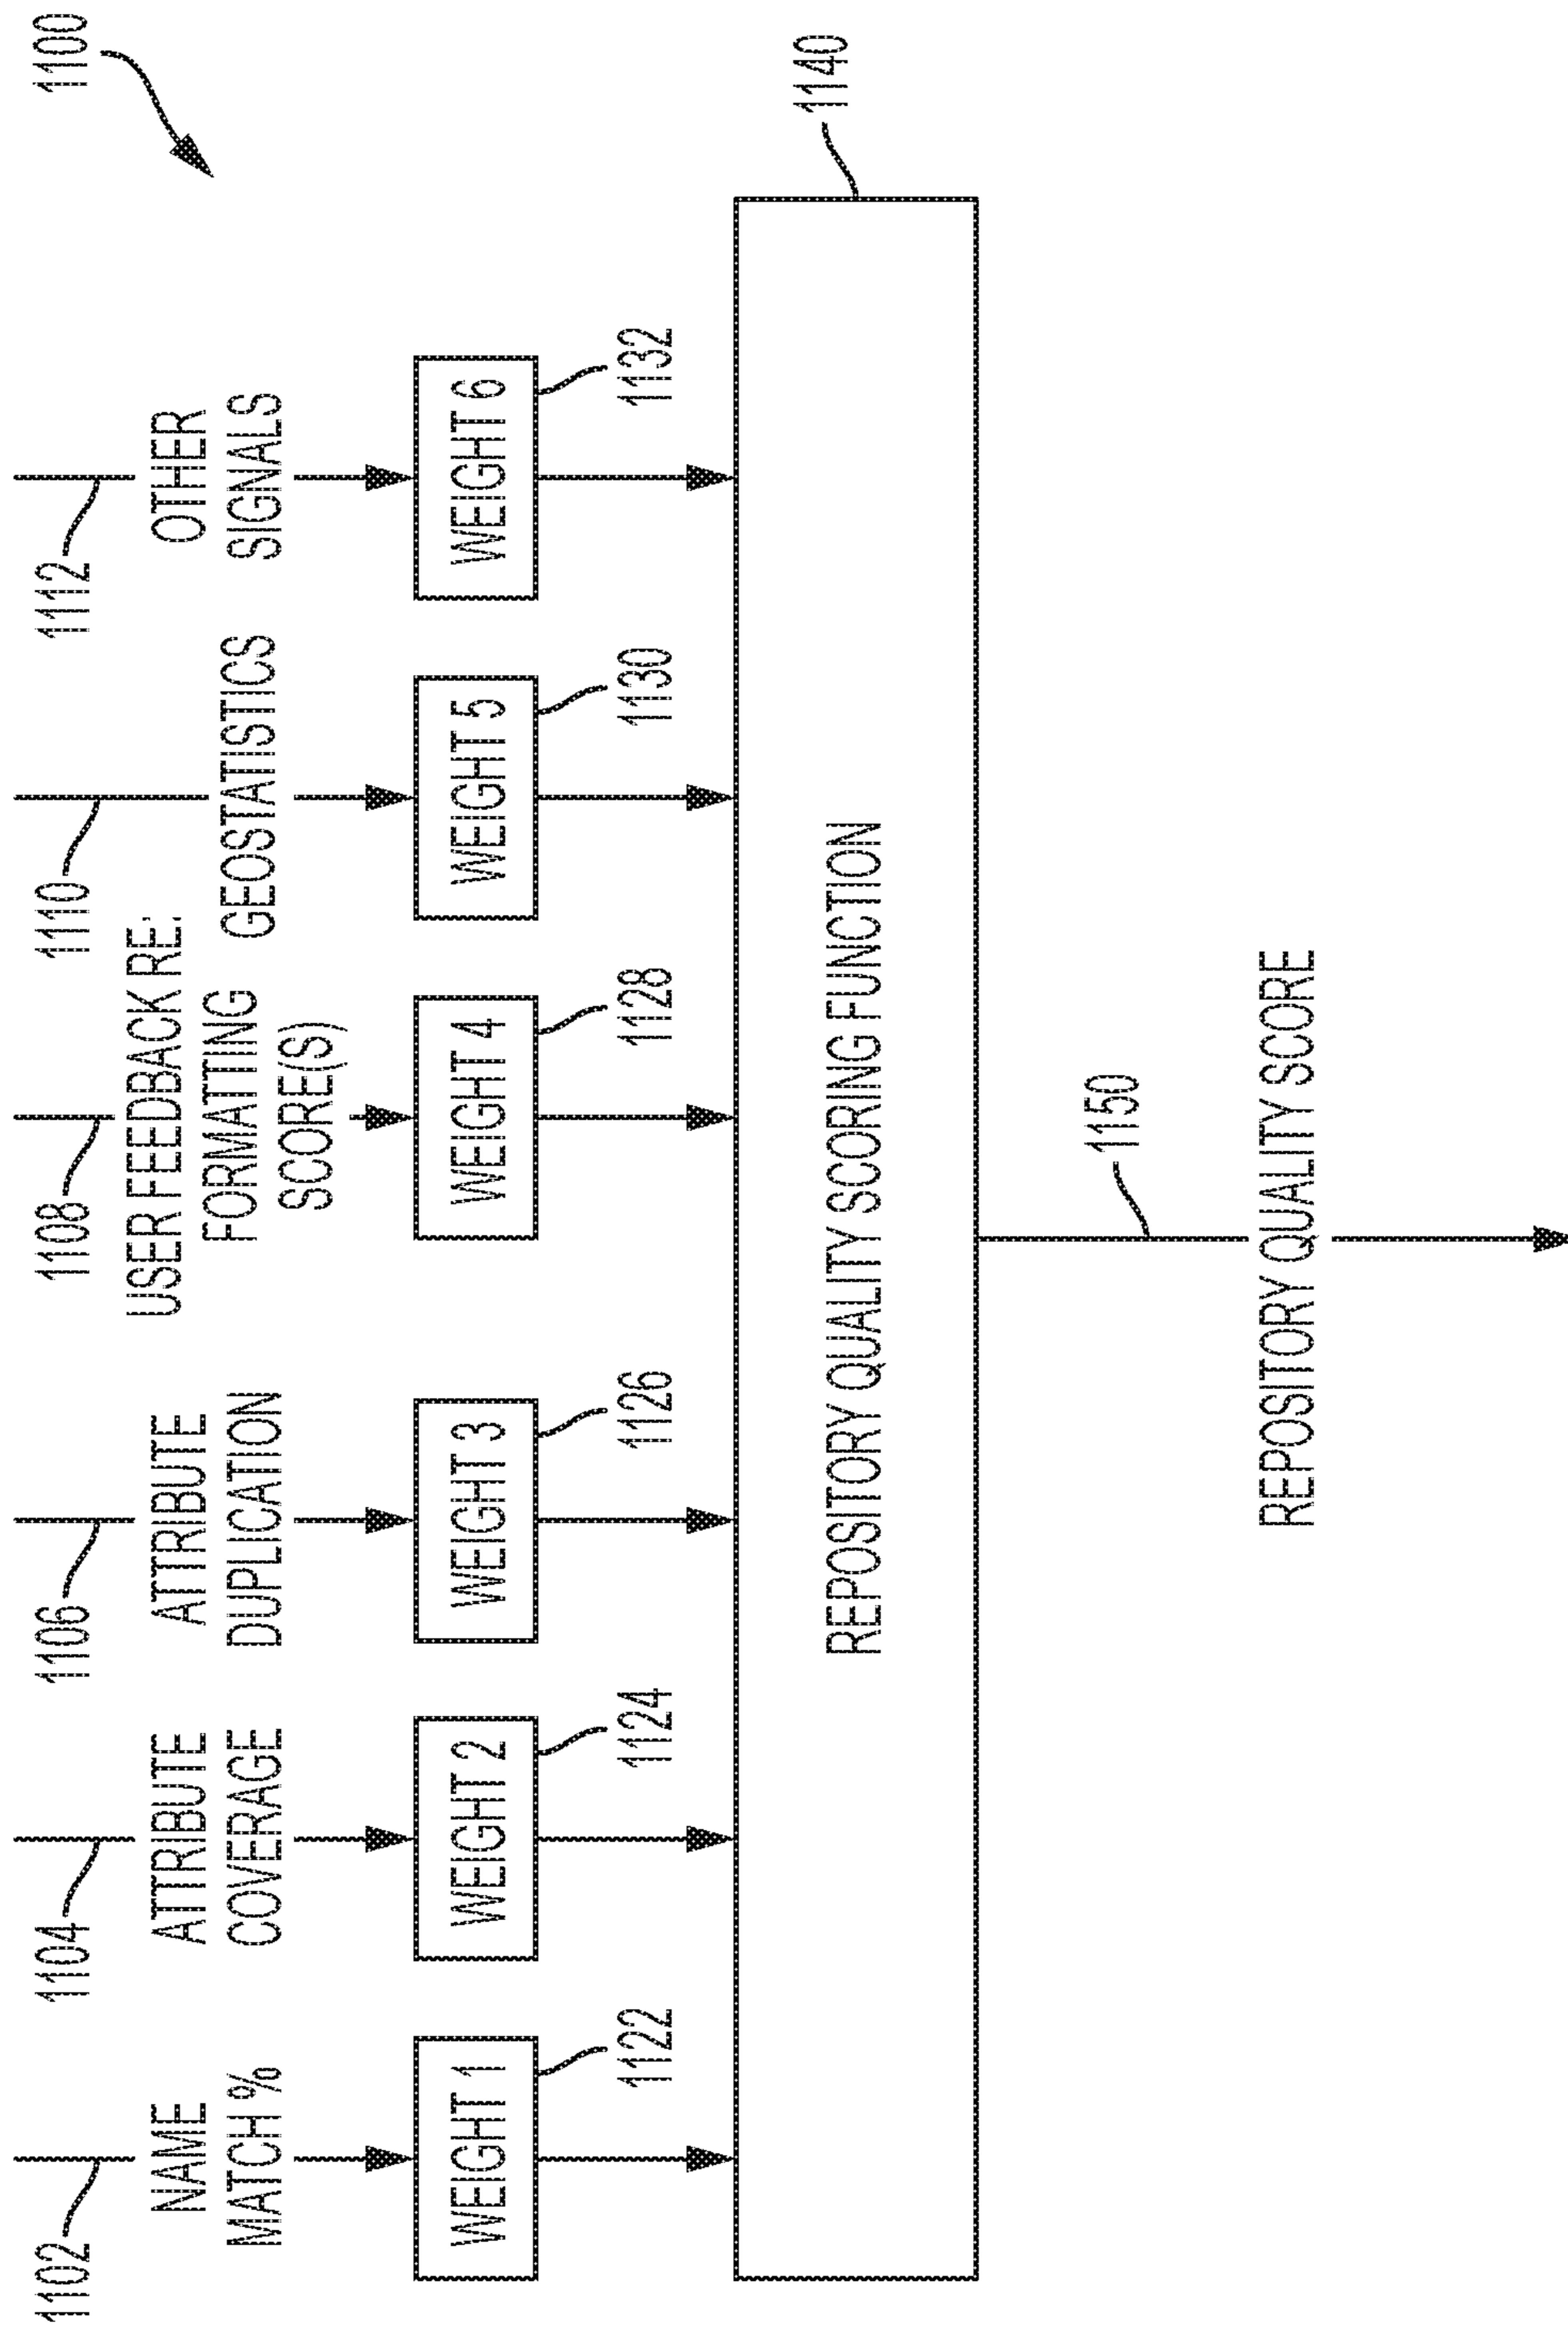 1100
1102
1104
1106
1108
1110
1112
NAME
MATCH %
ATTRIBUTE
COVERAGE
ATTRIBUTE
DUPLICATION
USER FEEDBACK RE:
FORMATTING
SCORE(S)
GEOSTATISTICS
OTHER
SIGNALS
WEIGHT 1
WEIGHT 2
WEIGHT 3
WEIGHT 4
WEIGHT 5
WEIGHT 6
1122
1124
1126
1128
1130
1132
1140
REPOSITORY QUALITY SCORING FUNCTION
1150
REPOSITORY QUALITY SCORE